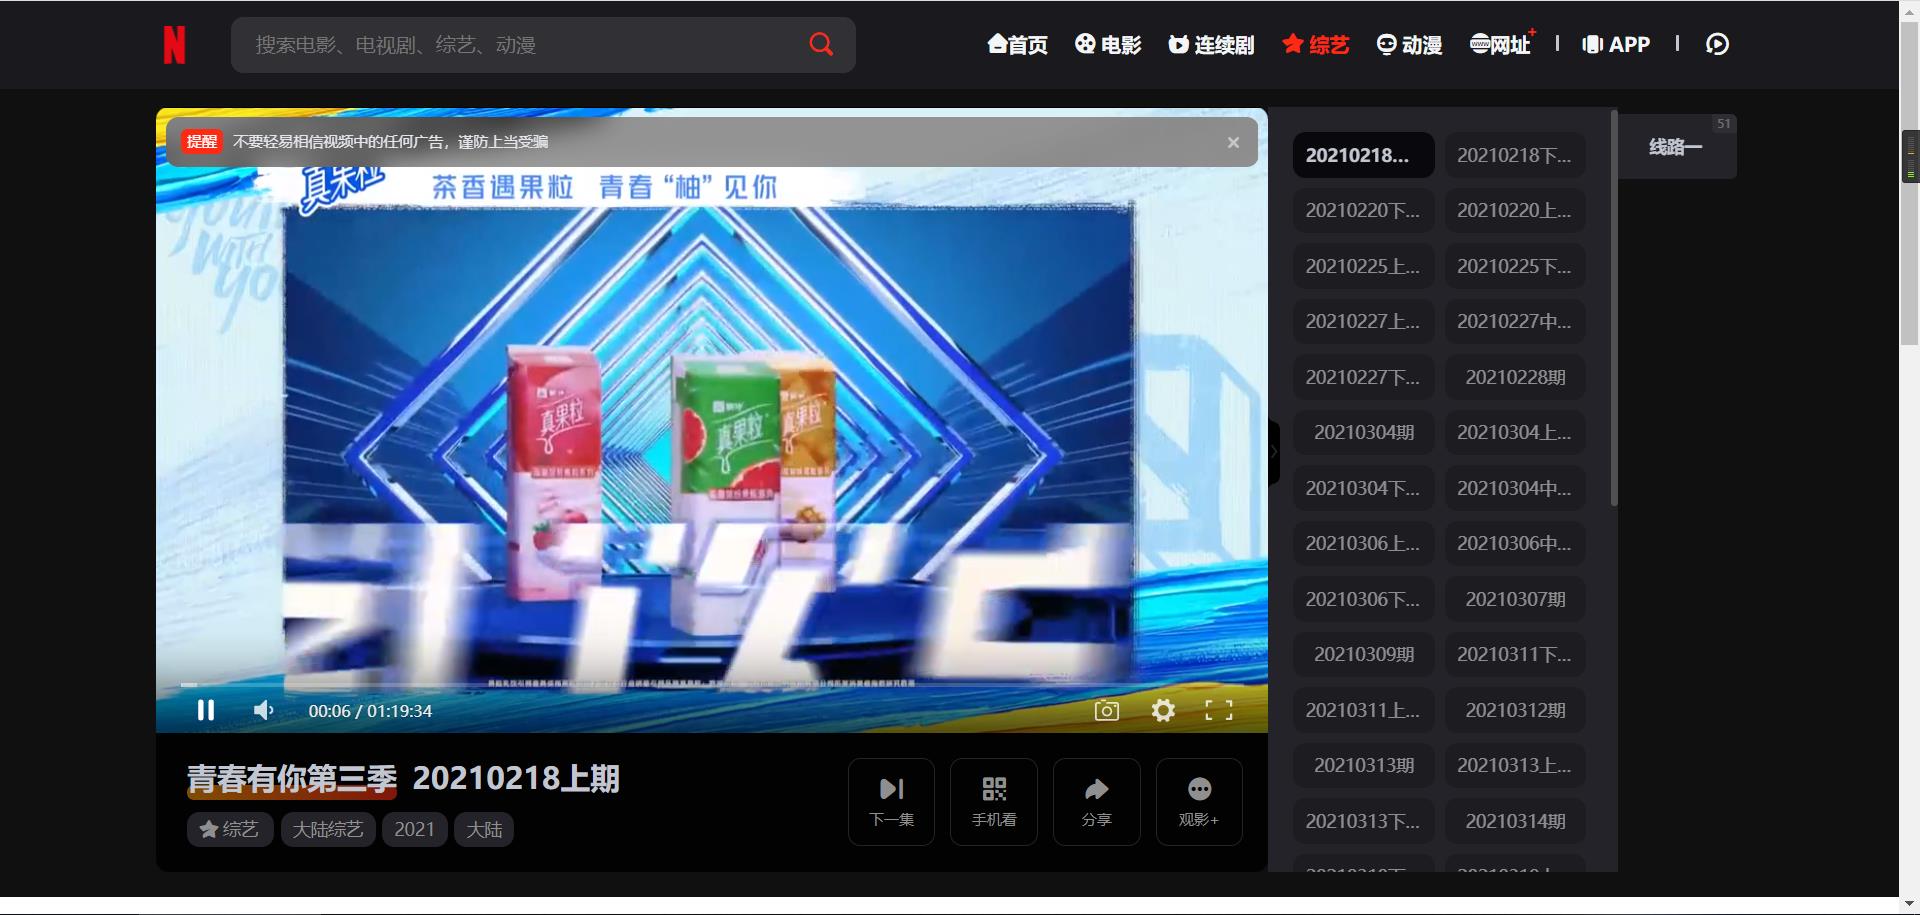 N
搜索电影、电视剧、综艺、动漫
首页
电影
连续剧
综艺
动漫
网址
APP
提醒 不要轻易相信视频中的任何广告，谨防上当受骗
真果粒
茶香遇果粒 青春“柚”见你
YOUTH
WITH
YOU
真果粒
真果粒
真果粒
00:06 / 01:19:34
青春有你第三季 20210218上期
综艺
大陆综艺
2021
大陆
下一集
手机看
分享
观影+
20210218... 20210218下...
20210220下... 20210220上...
20210225上... 20210225下...
20210227上... 20210227中...
20210227下... 20210228期
20210304期 20210304上...
20210304下... 20210304中...
20210306上... 20210306中...
20210306下... 20210307期
20210309期 20210311下...
20210311上... 20210312期
20210313期 20210313上...
20210313下... 20210314期
51
线路一